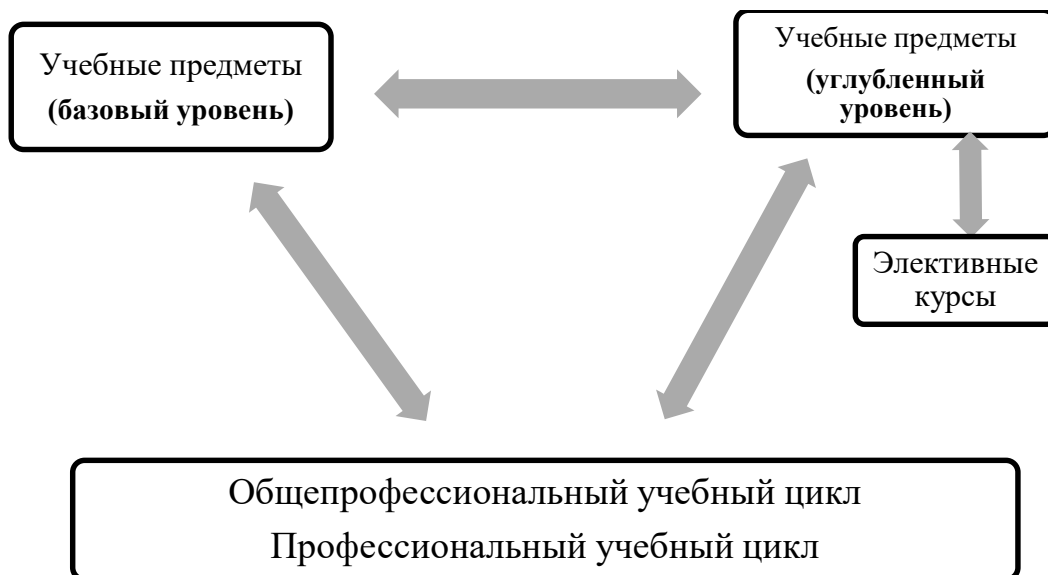 Учебные предметы
(базовый уровень)
Учебные предметы
(углубленный
уровень)
Элективные
курсы
Общепрофессиональный учебный цикл
Профессиональный учебный цикл